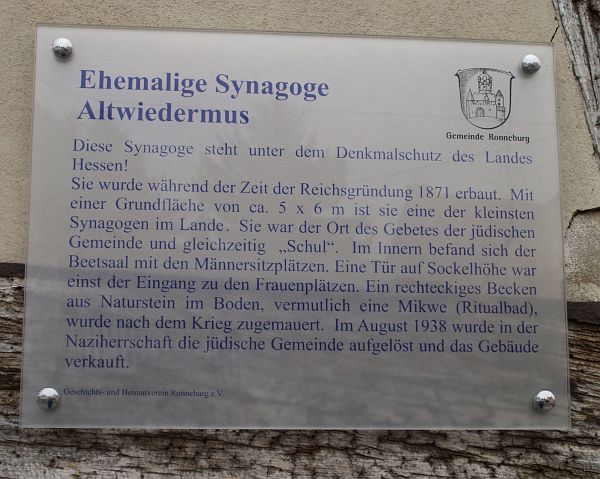 Ehemalige Synagoge
Altwiedermus
Gemeinde Ronneburg
Diese Synagoge steht unter dem Denkmalschutz des Landes
Hessen!
Sie wurde während der Zeit der Reichsgründung 1871 erbaut. Mit
einer Grundfläche von ca. 5 x 6 m ist sie eine der kleinsten
Synagogen im Lande. Sie war der Ort des Gebetes der jüdischen
Gemeinde und gleichzeitig „Schul“. Im Innern befand sich der
Beetsaal mit den Männersitzplätzen. Eine Tür auf Sockelhöhe war
einst der Eingang zu den Frauenplätzen. Ein rechteckiges Becken
aus Naturstein im Boden, vermutlich eine Mikwe (Ritualbad),
wurde nach dem Krieg zugemauert. Im August 1938 wurde in der
Naziherrschaft die jüdische Gemeinde aufgelöst und das Gebäude
verkauft.
Geschichts- und Heimatverein Ronneburg e.V.